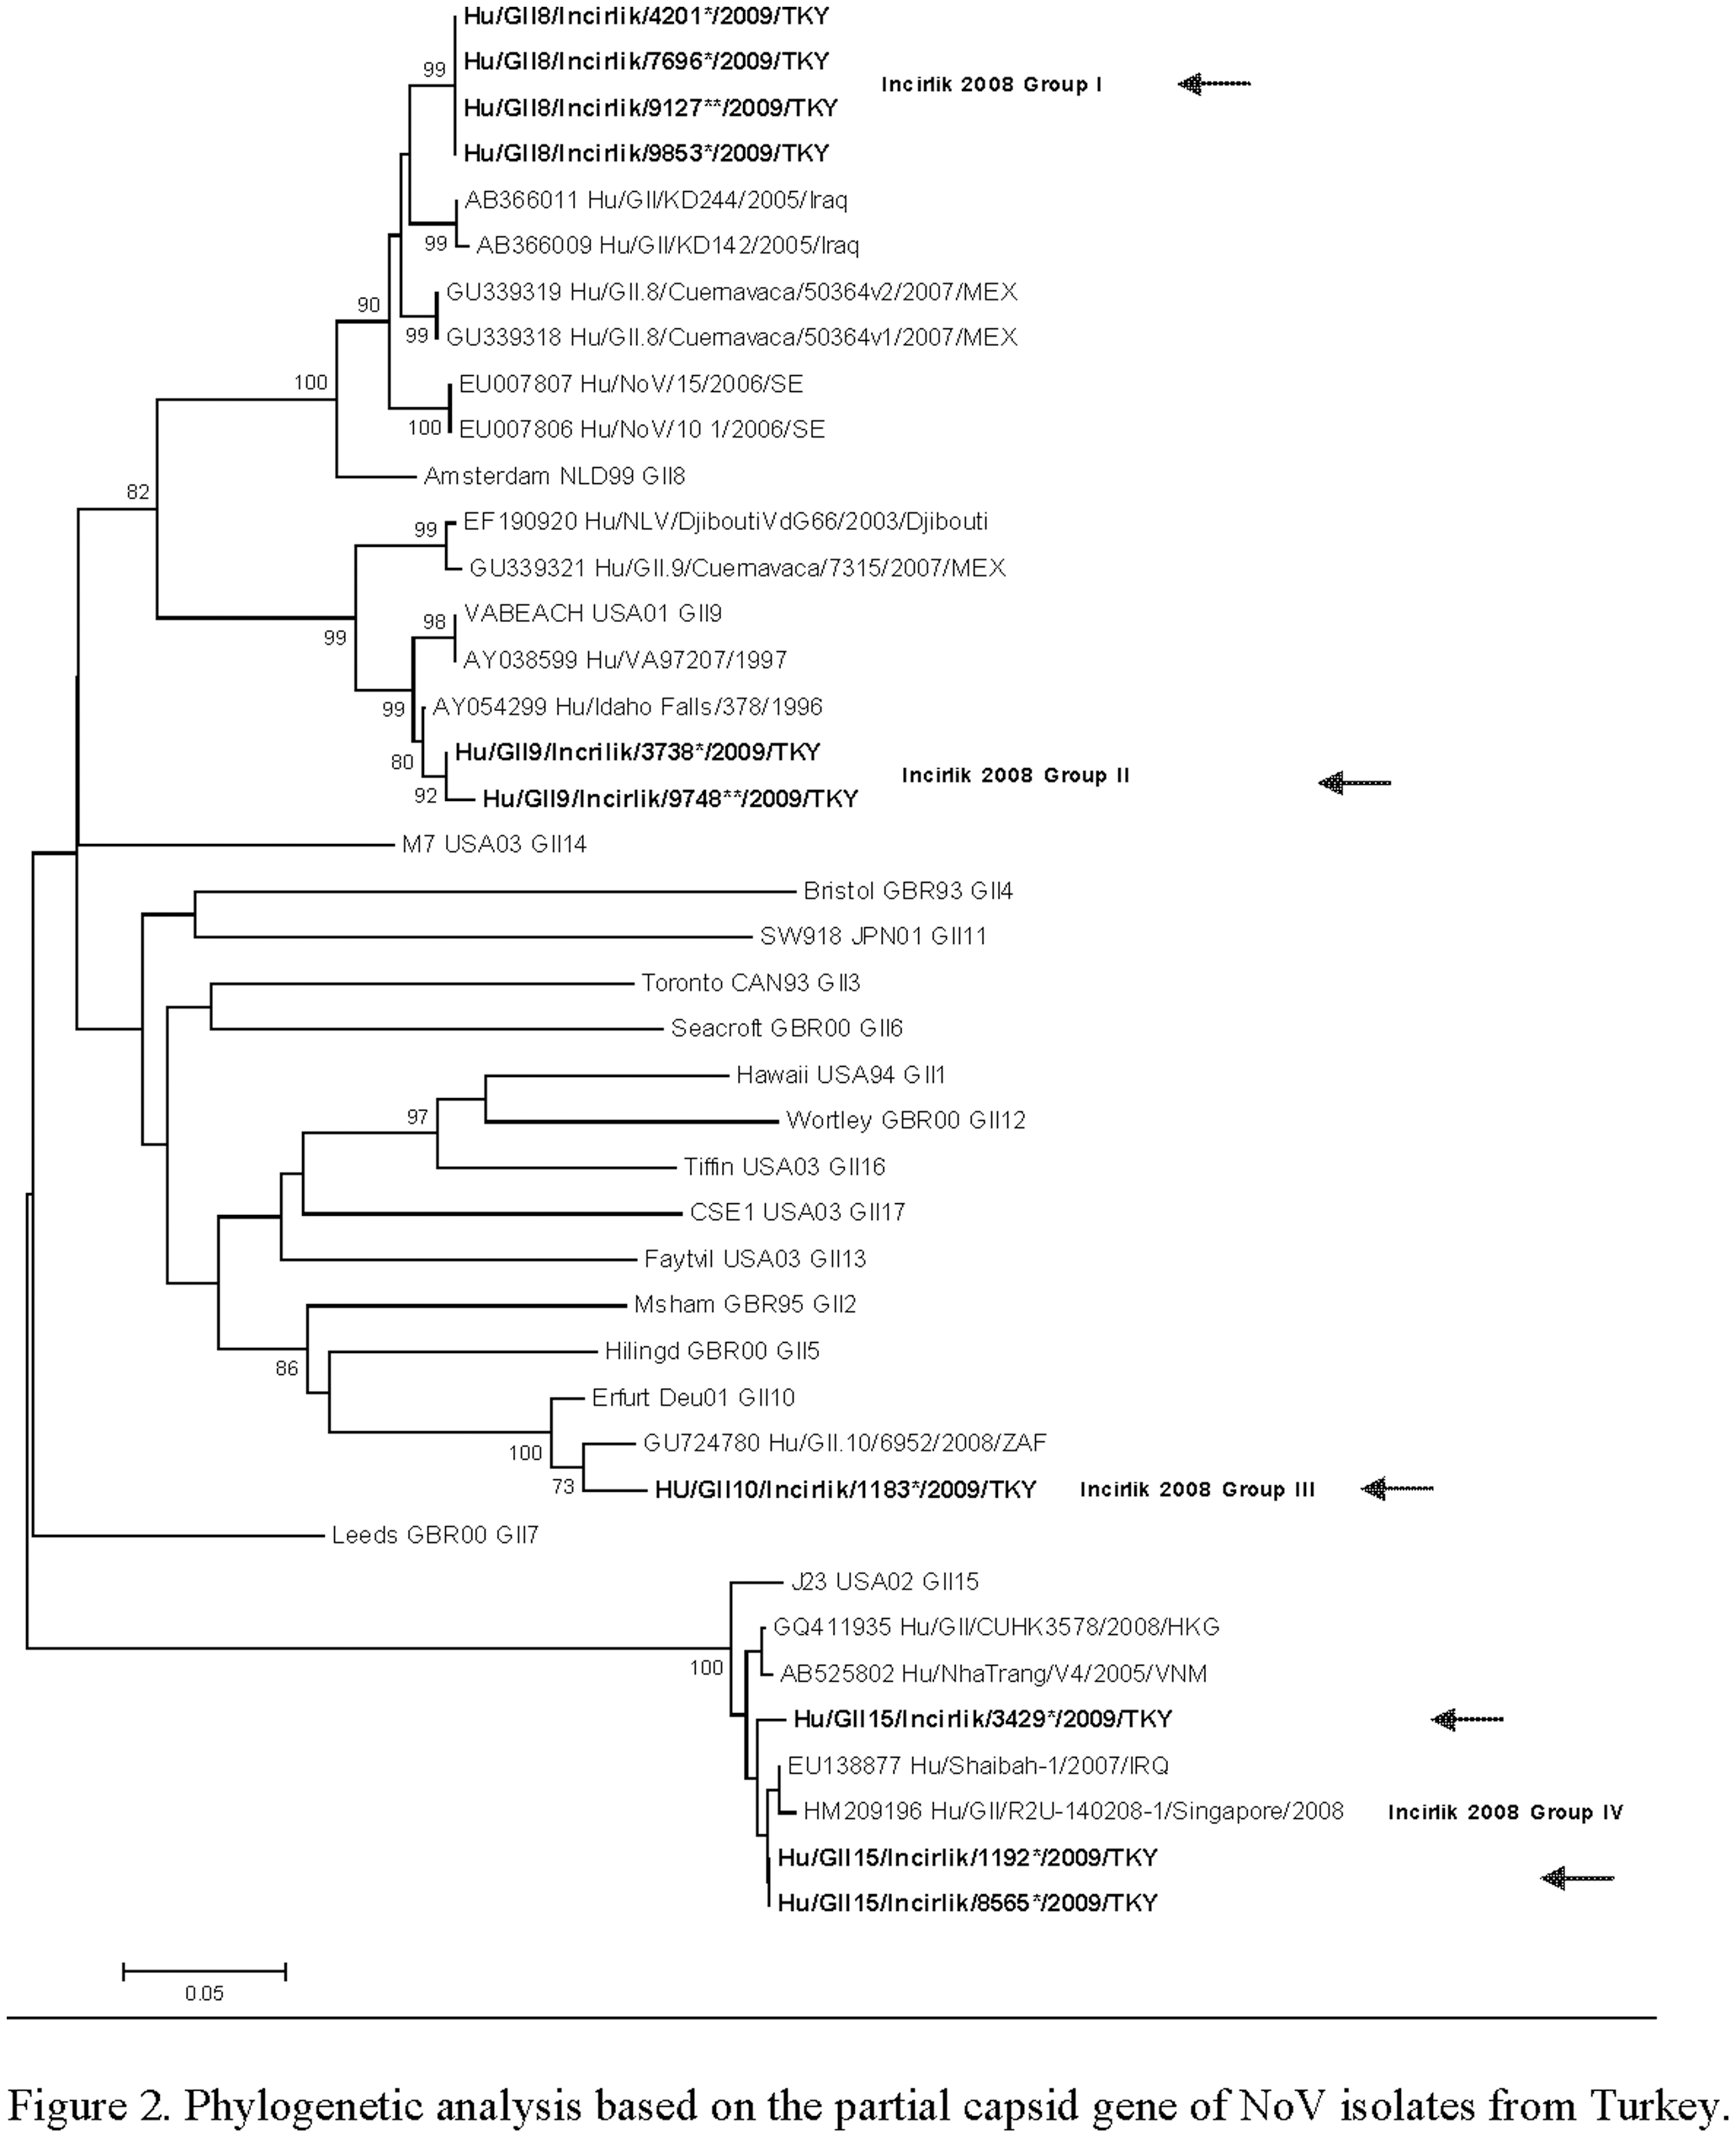 Hu/GII8/Incirlik/4201*/2009/TKY
Hu/GII8/Incirlik/7696*/2009/TKY
99
Incirlik 2008 Group I
Hu/GII8/Incirlik/9127**/2009/TKY
Hu/GII8/Incirlik/9853*/2009/TKY
AB366011 Hu/GII/KD244/2005/Iraq
99
AB366009 Hu/GII/KD142/2005/Iraq
GU339319 Hu/GII.8/Cuernavaca/50364v2/2007/MEX
90
99
GU339318 Hu/GII.8/Cuernavaca/50364v1/2007/MEX
100
EU007807 Hu/NoV/15/2006/SE
100
EU007806 Hu/NoV/10 1/2006/SE
Amsterdam NLD99 GII8
82
99
EF190920 Hu/NLV/DjiboutiVdG66/2003/Djibouti
GU339321 Hu/GII.9/Cuernavaca/7315/2007/MEX
98
VABEACH USA01 GII9
99
AY038599 Hu/VA97207/1997
99
AY054299 Hu/Idaho Falls/378/1996
80
Hu/GII9/Incrilik/3738*/2009/TKY
Incirlik 2008 Group II
92
Hu/GII9/Incirlik/9748**/2009/TKY
M7 USA03 GII14
Bristol GBR93 GII4
SW918 JPN01 GII11
Toronto CAN93 GII3
Seacroft GBR00 GII6
Hawaii USA94 GII1
97
Wortley GBR00 GII12
Tiffin USA03 GII16
CSE1 USA03 GII17
Faytvil USA03 GII13
Msham GBR95 GII2
86
Hilingd GBR00 GII5
Erfurt Deu01 GII10
100
GU724780 Hu/GII.10/6952/2008/ZAF
73
HU/GII10/Incirlik/1183*/2009/TKY
Incirlik 2008 Group III
Leeds GBR00 GII7
J23 USA02 GII15
GQ411935 Hu/GII/CUHK3578/2008/HKG
100
AB525802 Hu/NhaTrang/V4/2005/VNM
Hu/GII15/Incirlik/3429*/2009/TKY
EU138877 Hu/Shaibah-1/2007/IRQ
HM209196 Hu/GII/R2U-140208-1/Singapore/2008
Incirlik 2008 Group IV
Hu/GII15/Incirlik/1192*/2009/TKY
Hu/GII15/Incirlik/8565*/2009/TKY
0.05
Figure 2. Phylogenetic analysis based on the partial capsid gene of NoV isolates from Turkey.